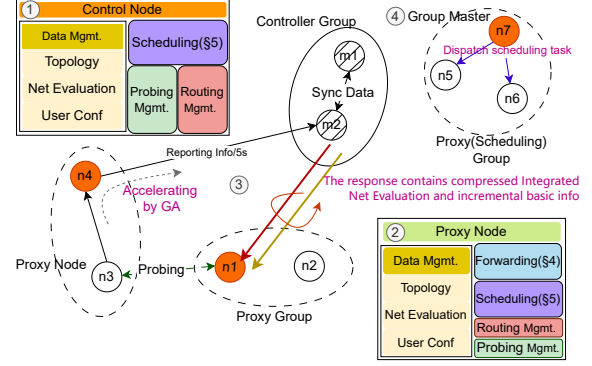 1
Control Node
Data Mgmt.
Topology
Net Evaluation
User Conf
Scheduling(§5)
Probing
Mgmt.
Routing
Mgmt.
Controller Group
m1
Sync Data
m2
4
Group Master
n7
Dispatch scheduling task
n5
n6
Proxy(Scheduling)
Group
Reporting Info/5s
n4
Accelerating
by GA
3
The response contains compressed Integrated
Net Evaluation and incremental basic info
Proxy Node
n3
Probing
n1
n2
Proxy Group
2
Proxy Node
Data Mgmt.
Topology
Net Evaluation
User Conf
Forwarding(§4)
Scheduling(§5)
Routing Mgmt.
Probing Mgmt.